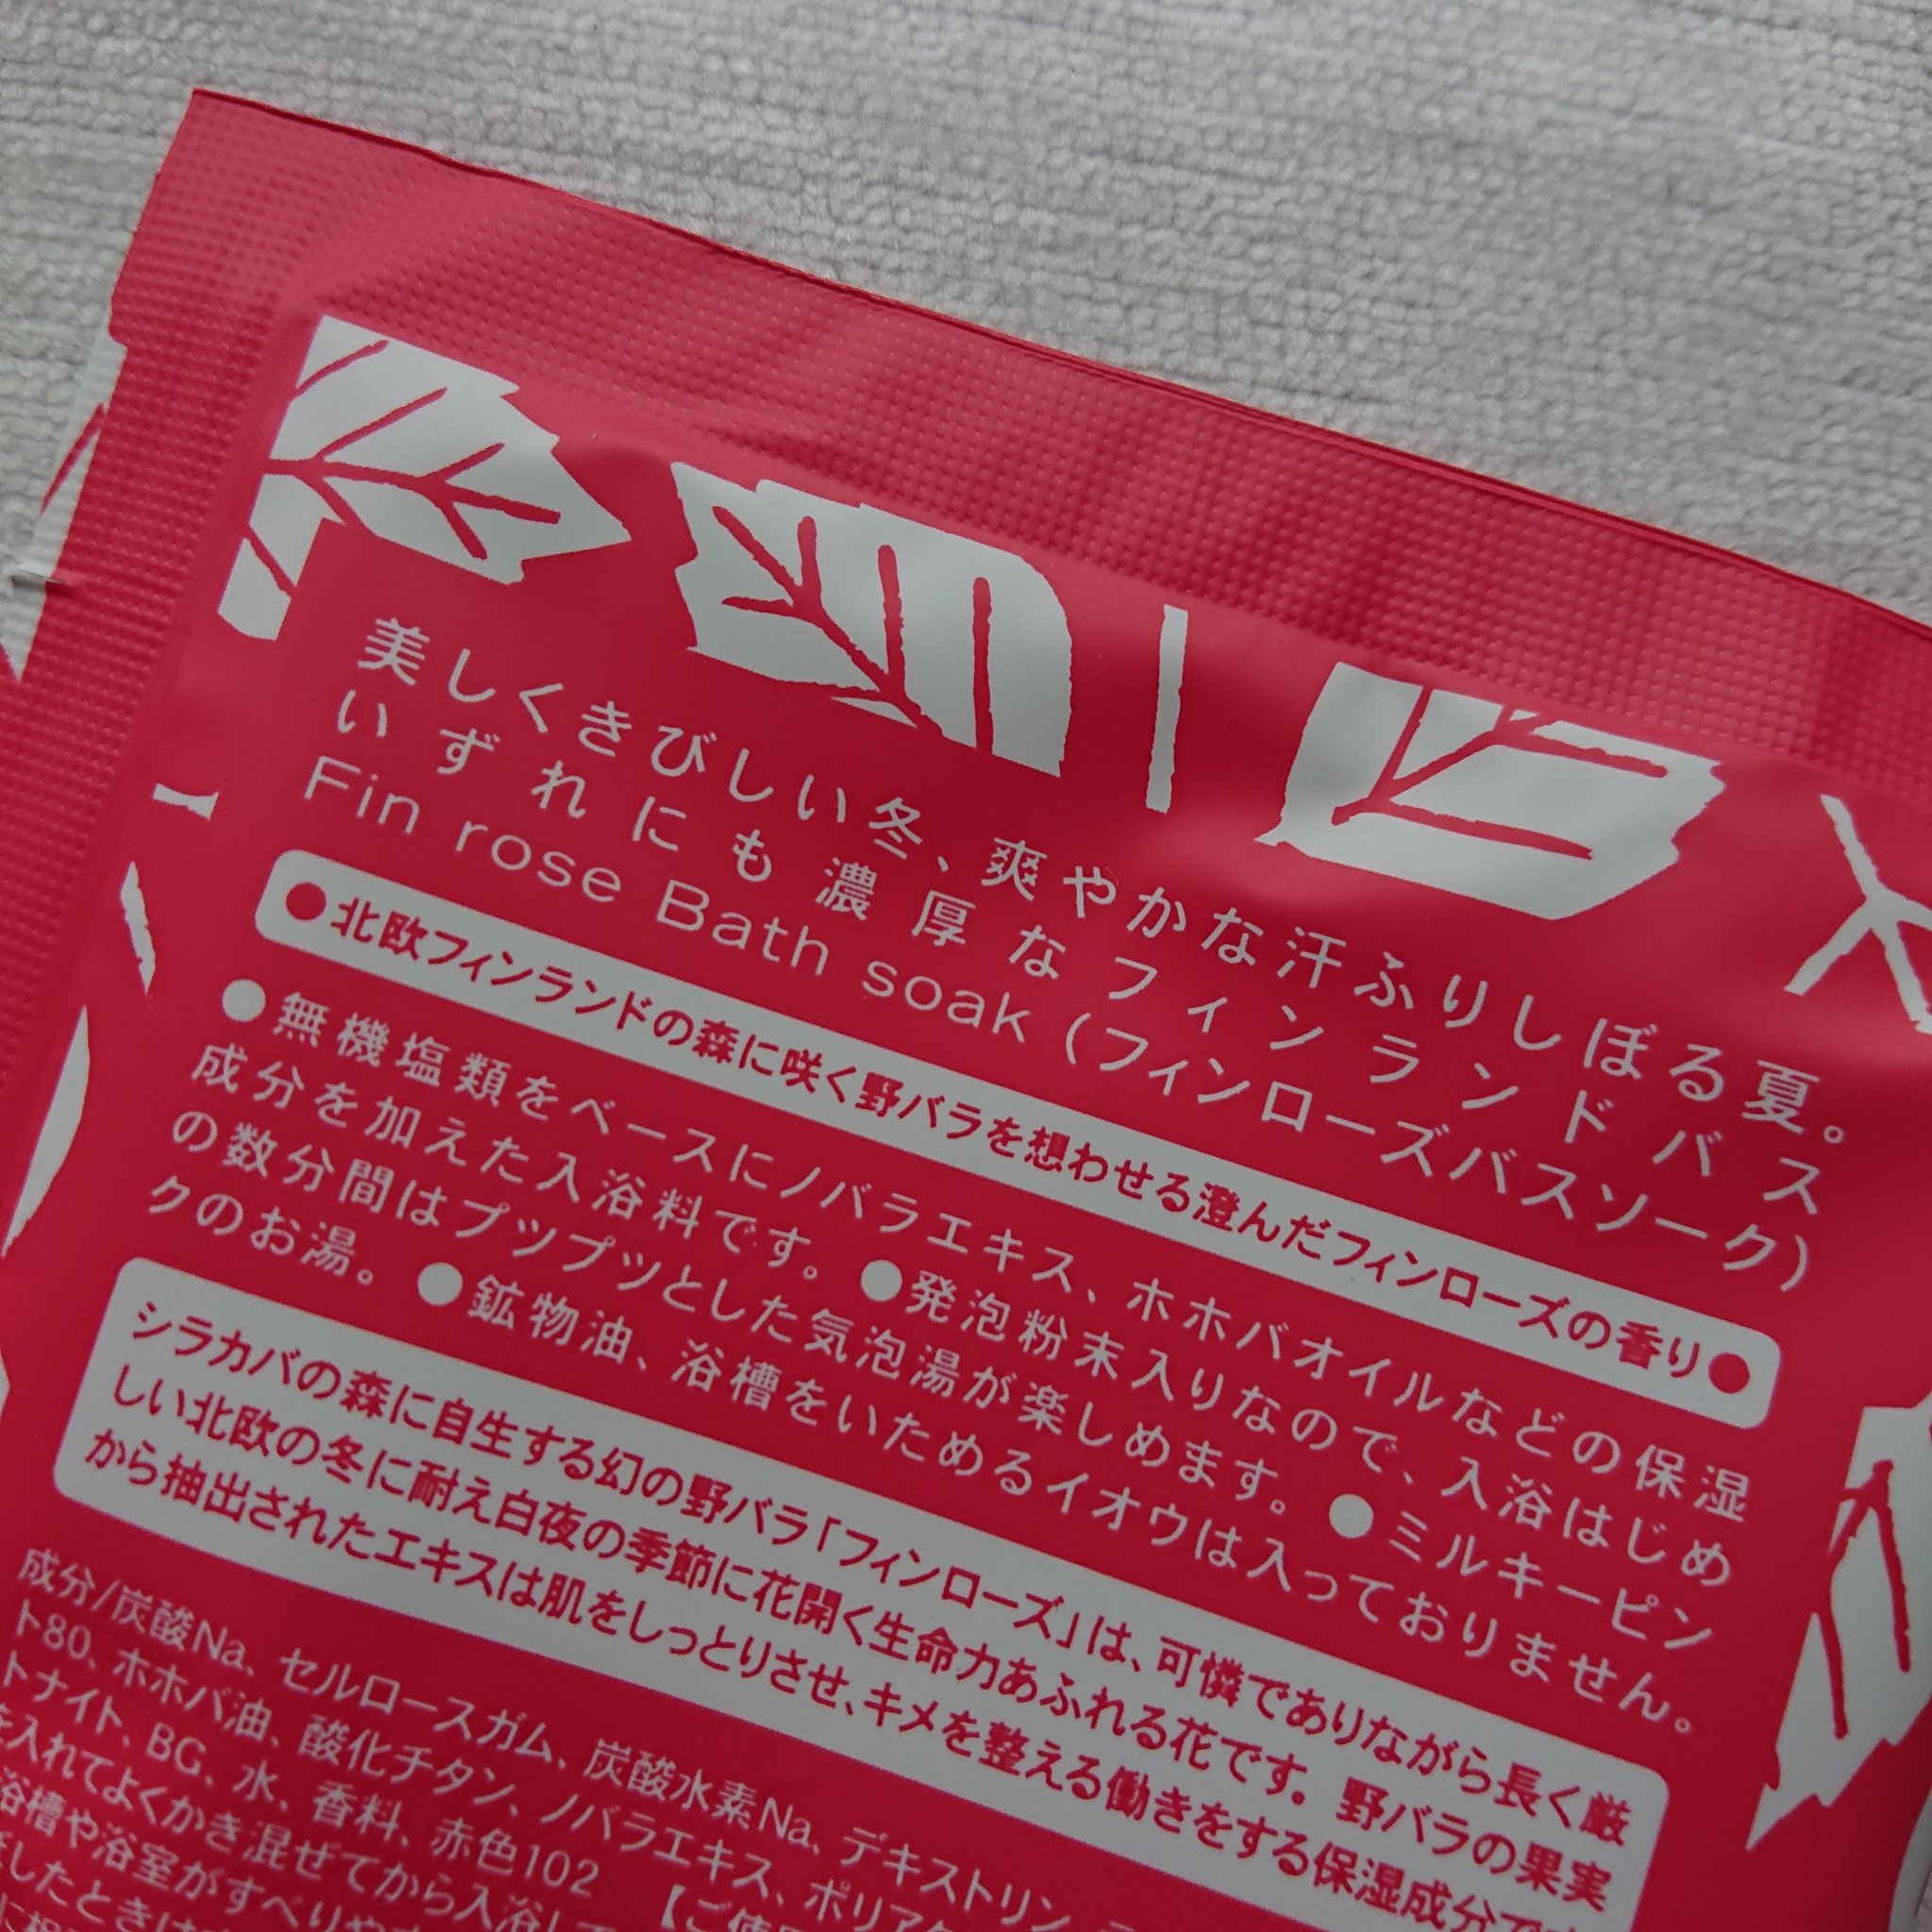 美しくきびしい冬、爽やかな汗ふりしぼる夏。
いずれにも濃厚なフィンランドバス
Fin rose Bath soak (フィンローズバスソーク)
●北欧フィンランドの森に咲く野バラを想わせる澄んだフィンローズの香り●
●無機塩類をベースにノバラエキス、ホホバオイルなどの保湿
成分を加えた入浴料です。●発泡粉末入りなので、入浴はじめ
の数分間はプツプツとした気泡湯が楽しめます。●ミルキーピン
クのお湯。●鉱物油、浴槽をいためるイオウは入っておりません。
シラカバの森に自生する幻の野バラ「フィンローズ」は、可憐でありながら長く厳
しい北欧の冬に耐え白夜の季節に花開く生命力あふれる花です。野バラの果実
から抽出されたエキスは肌をしっとりさせ、キメを整える働きをする保湿成分です
成分/炭酸Na、セルロースガム、炭酸水素Na、デキストリン、
ト80、ホホバ油、酸化チタン、ノバラエキス、ポリア
トナイト、BG、水、香料、赤色102 【ご使用
を入れてよくかき混ぜてから入浴して
浴槽や浴室がすべりや
したときは